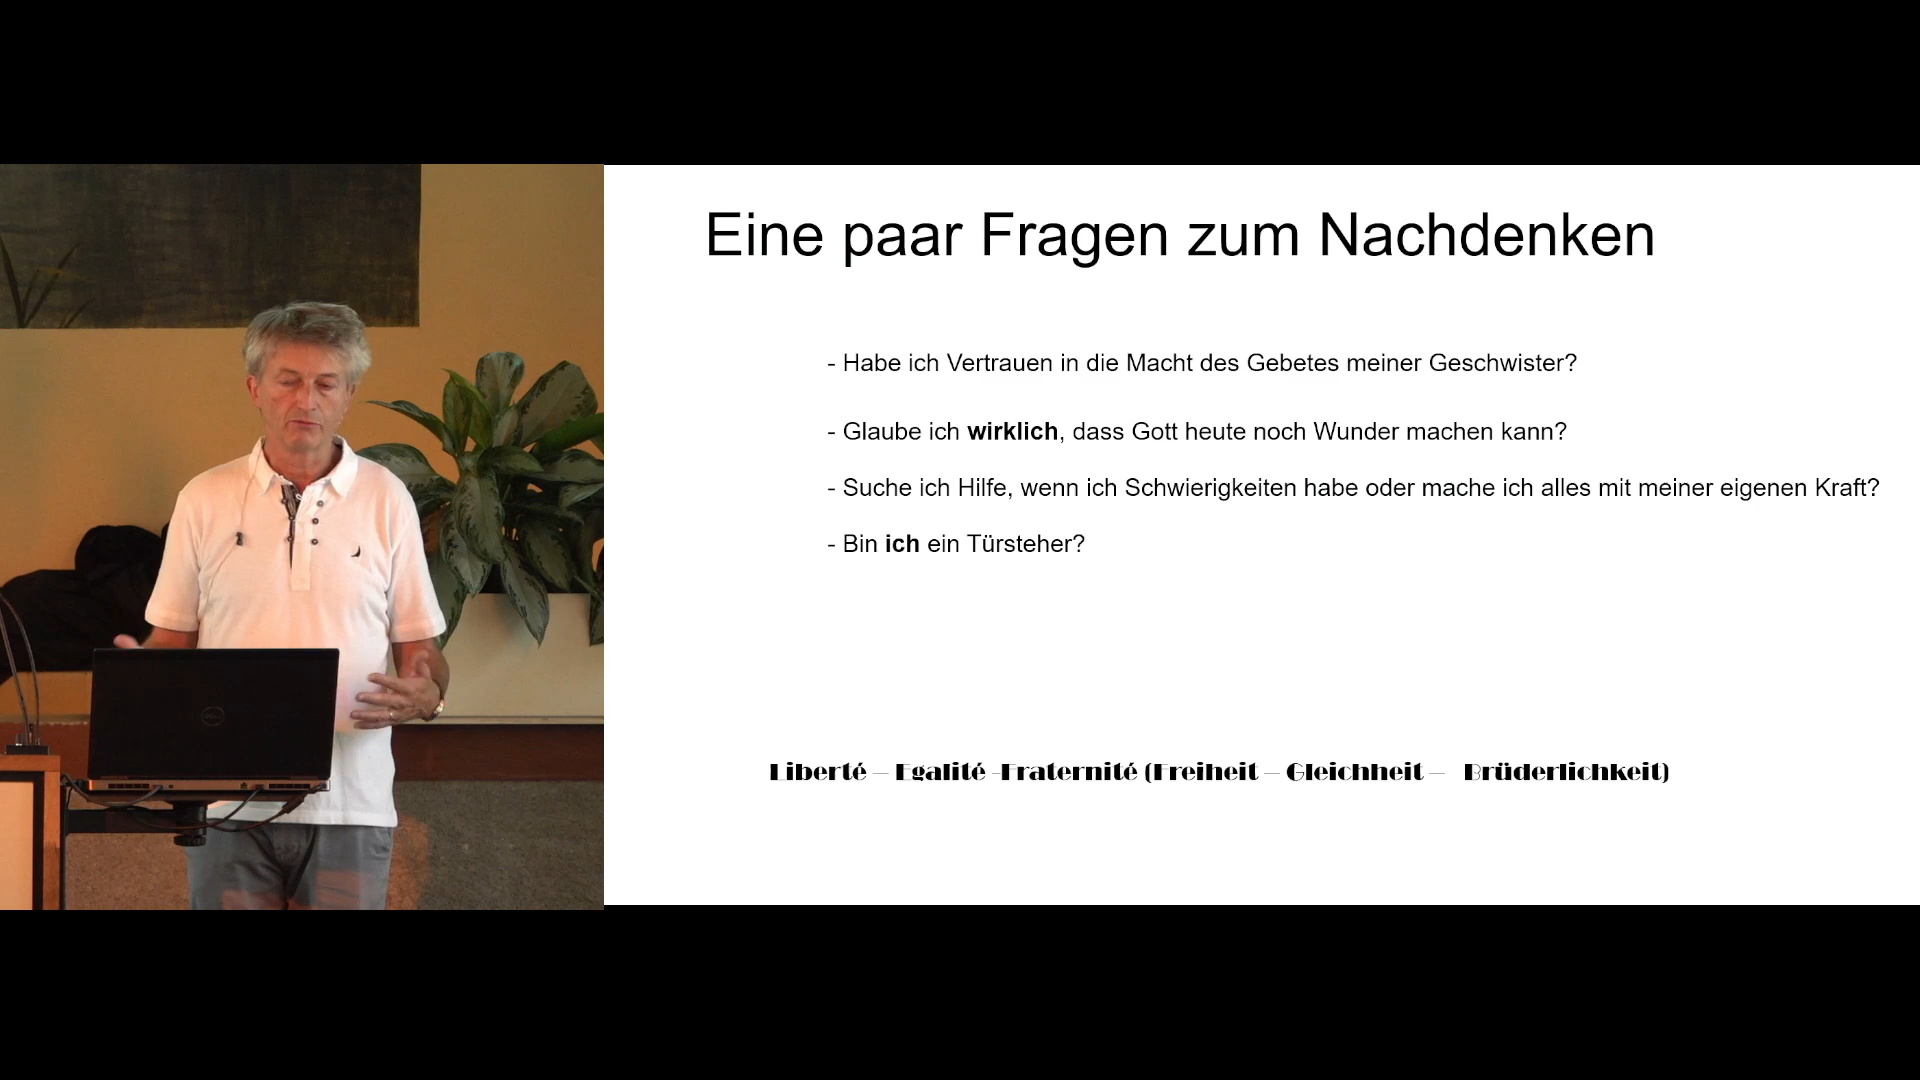 Eine paar Fragen zum Nachdenken
- Habe ich Vertrauen in die Macht des Gebetes meiner Geschwister?
- Glaube ich wirklich, dass Gott heute noch Wunder machen kann?
- Suche ich Hilfe, wenn ich Schwierigkeiten habe oder mache ich alles mit meiner eigenen Kraft?
- Bin ich ein Türsteher?
Liberté – Egalité -Fraternité (Freiheit – Gleichheit – Brüderlichkeit)
DELL